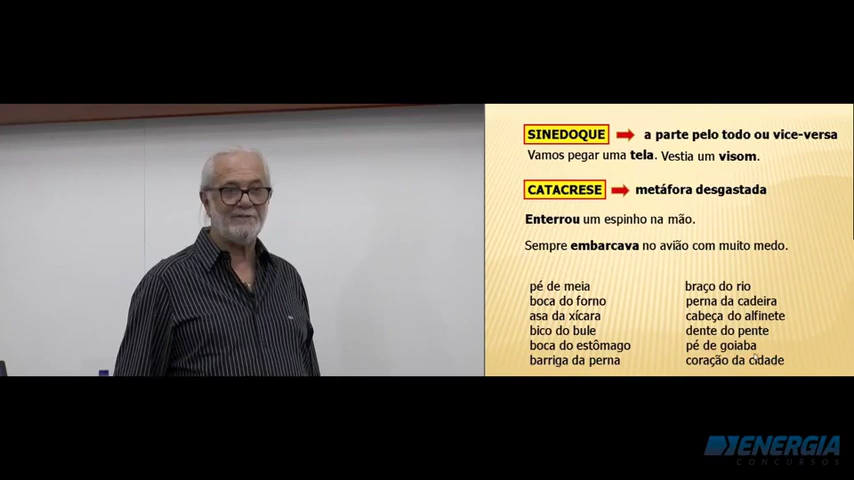 SINEDOQUE a parte pelo todo ou vice-versa
Vamos pegar uma tela. Vestia um visom.
CATACRESE metáfora desgastada
Enterrou um espinho na mão.
Sempre embarcava no avião com muito medo.
pé de meia braço do rio
boca do forno perna da cadeira
asa da xícara cabeça do alfinete
bico do bule dente do pente
boca do estômago pé de goiaba
barriga da perna coração da cidade
ENERGIA
CONCURSOS